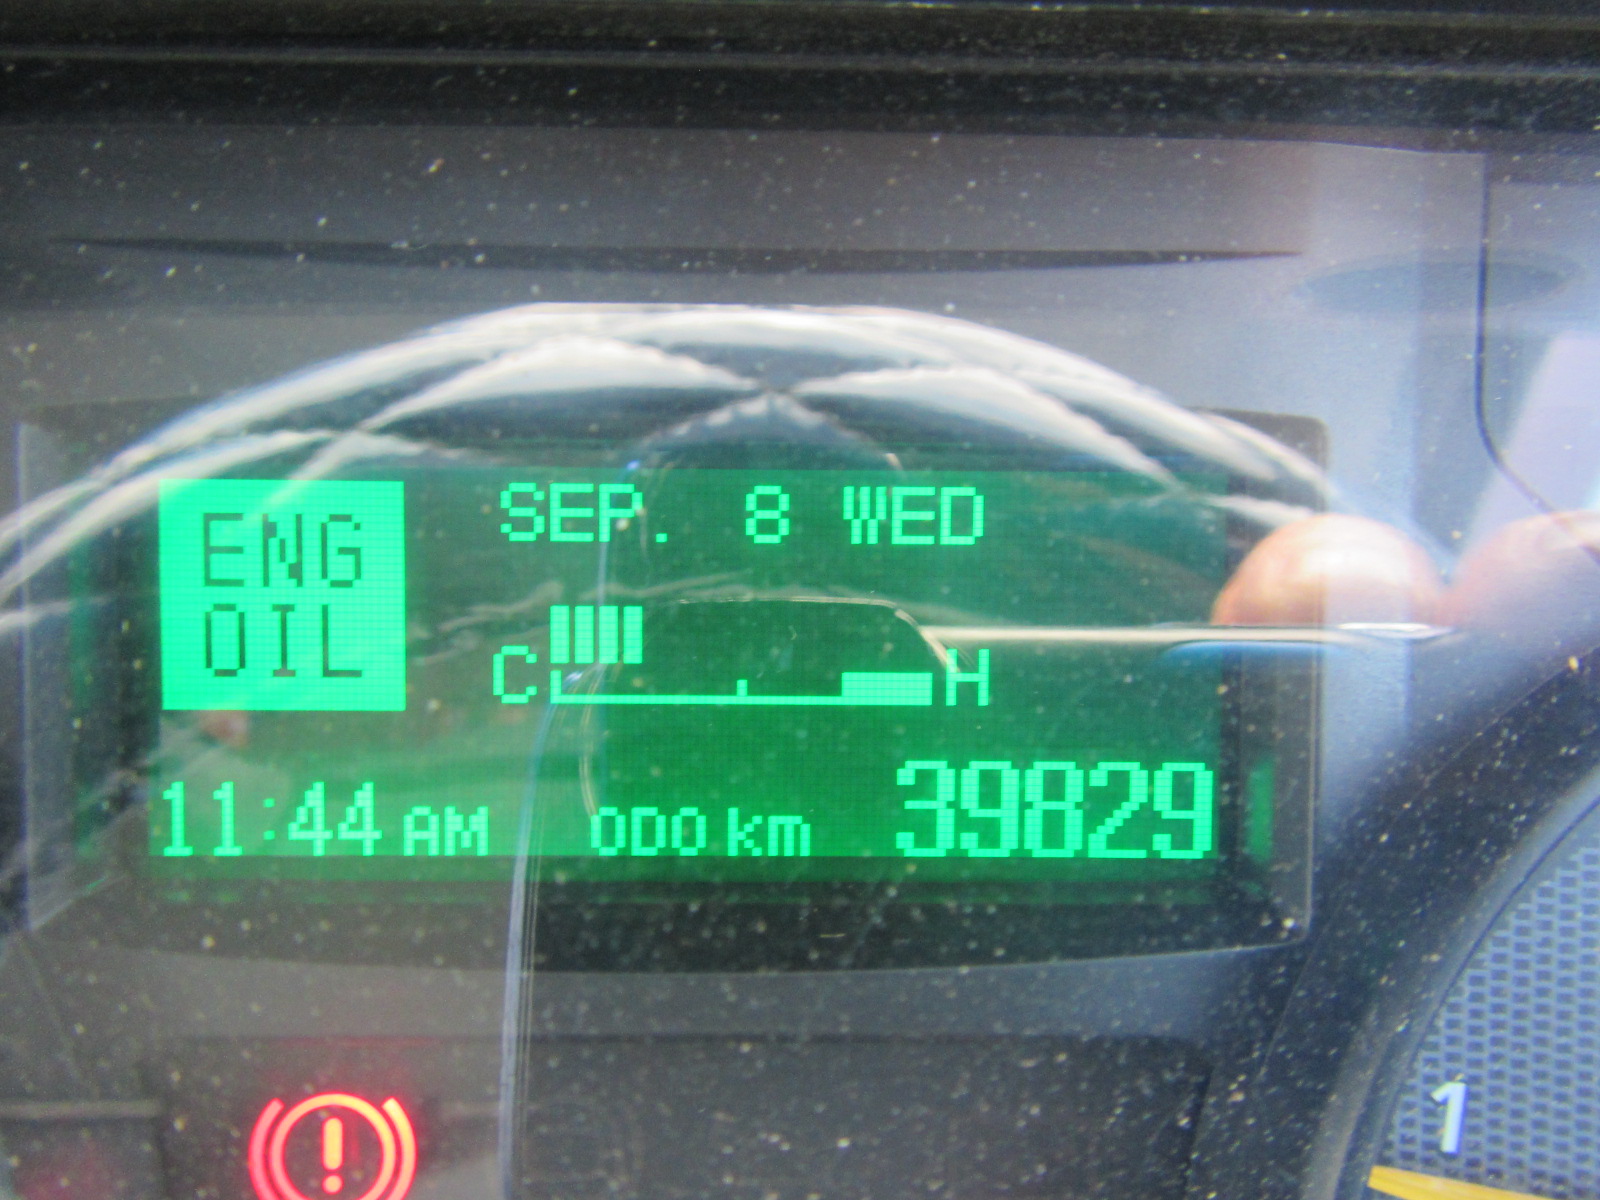 ENG
OIL
SEP. 8 WED
C H
11:44 AM ODO km 39829
1